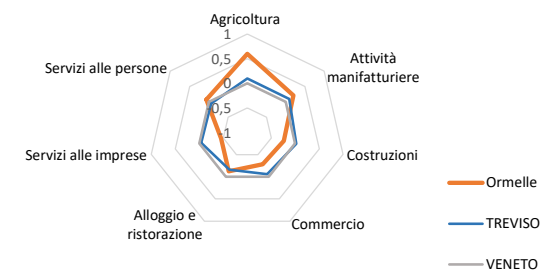 Agricoltura
1
0,5
0
0,5
-1
Attività
manifatturiere
Costruzioni
Commercio
Alloggio e
ristorazione
Servizi alle imprese
Servizi alle persone
Ormelle
TREVISO
VENETO